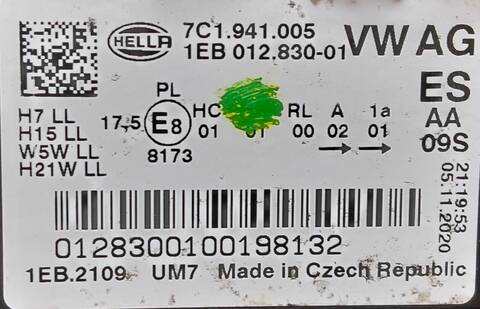 HELLA
7C1.941.005
1EB 012.830-01
VW AG
ES
AA
09S
H7 LL
H15 LL
W5W LL
H21W LL
17,5
PL
E8
8173
HC RL A 1a
01 01 00 02 01
→ →
21:19:53
05.11.2020
0128300100198132
1EB.2109 UM7 Made in Czech Republic